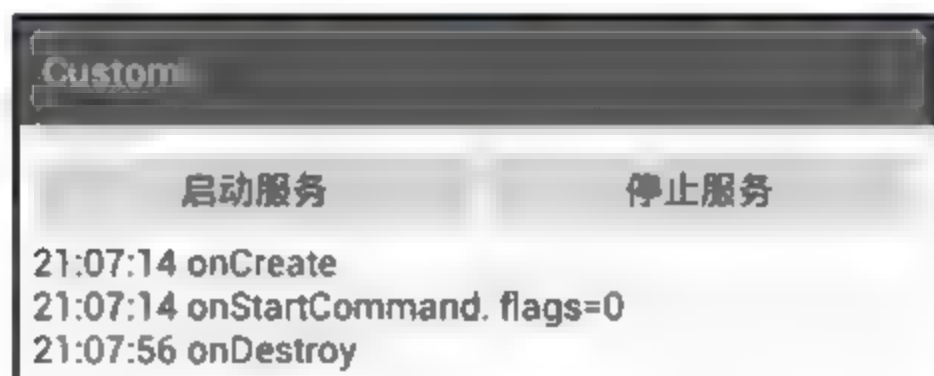 Custom
启动服务 停止服务
21:07:14 onCreate
21:07:14 onStartCommand. flags=0
21:07:56 onDestroy